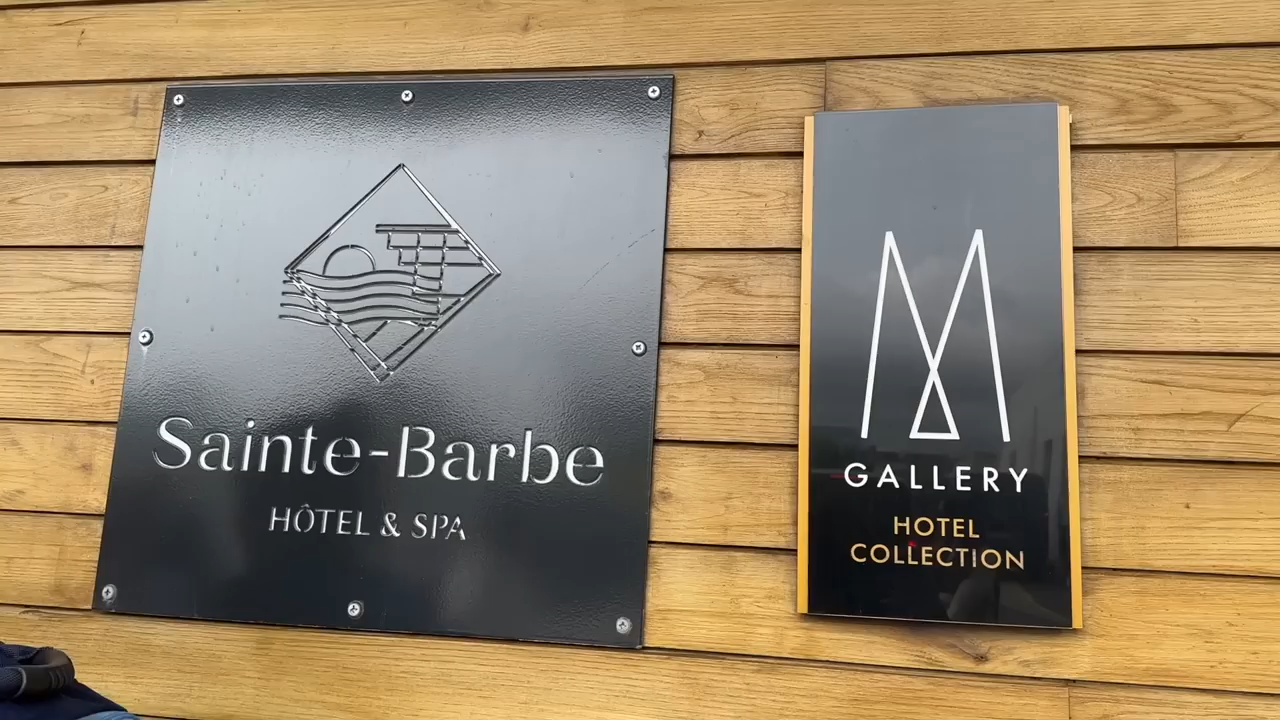 Sainte-Barbe
HÔTEL & SPA
M
GALLERY
HOTEL
COLLECTION